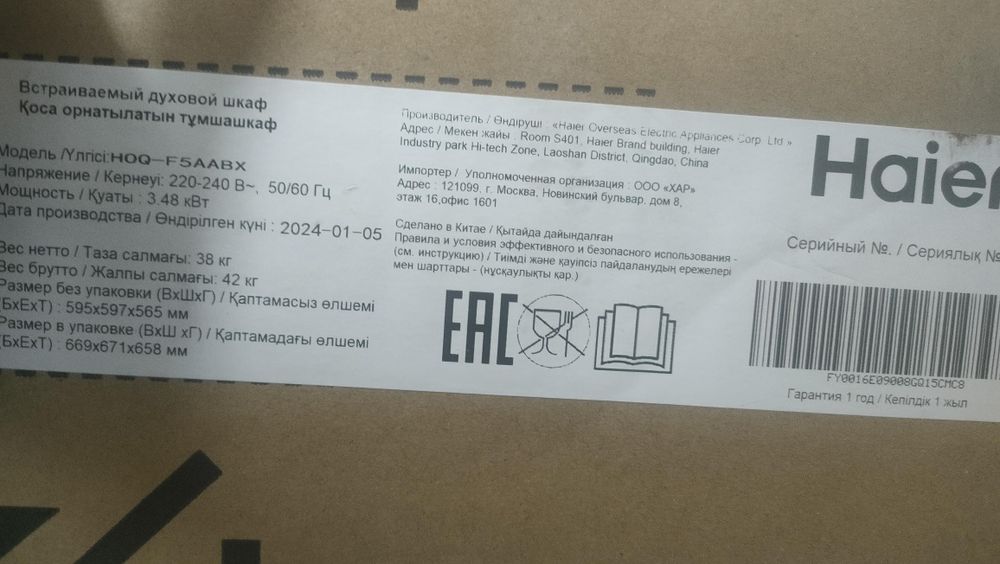 Встраиваемый духовой шкаф
Қоса орнатылатын тұмшашкаф
Модель /Үлгісі:HOQ-F5AABX
Напряжение / Кернеуі: 220-240 В~, 50/60 Гц
Мощность / Қуаты : 3.48 кВт
Дата производства / Өндірілген күні : 2024-01-05
Вес нетто / Таза салмағы: 38 кг
Вес брутто / Жалпы салмағы: 42 кг
Размер без упаковки (ВхШхГ) / Қаптамасыз өлшемі
(БхЕхТ) : 595x597x565 мм
Размер в упаковке (ВхШ хГ) / Қаптамадағы өлшемі
(БхЕхТ) : 669x671x658 мм
Производитель / Өндіруші : «Haier Overseas Electric Appliances Corp. Ltd.»
Адрес / Мекен жайы : Room S401, Haier Brand building, Haier
Industry park Hi-tech Zone, Laoshan District, Qingdao, China
Импортер / Уполномоченная организация : ООО «ХАР»
Адрес : 121099, г. Москва, Новинский бульвар, дом 8,
этаж 16,офис 1601
Сделано в Китае / Қытайда дайындалған
Правила и условия эффективного и безопасного использования -
(см. инструкцию) / Тиімді және қауіпсіз пайдаланудың ережелері
мен шарттары - (нұсқаулықты қар.)
EAC
Haier
Серийный №. / Сериялық №
FY0016E09008GQ15CMC8
Гарантия 1 год / Кепілдік 1 жыл